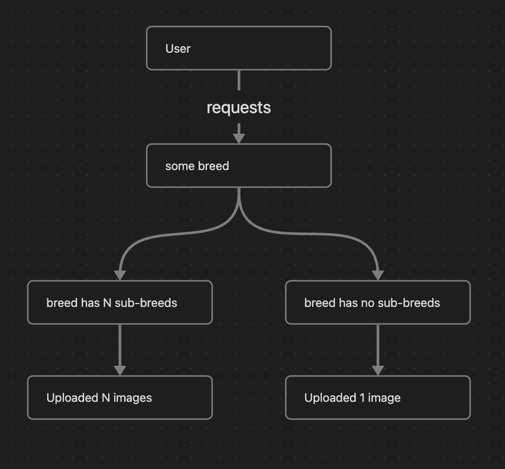 User
requests
some breed
breed has N sub-breeds
breed has no sub-breeds
Uploaded N images
Uploaded 1 image